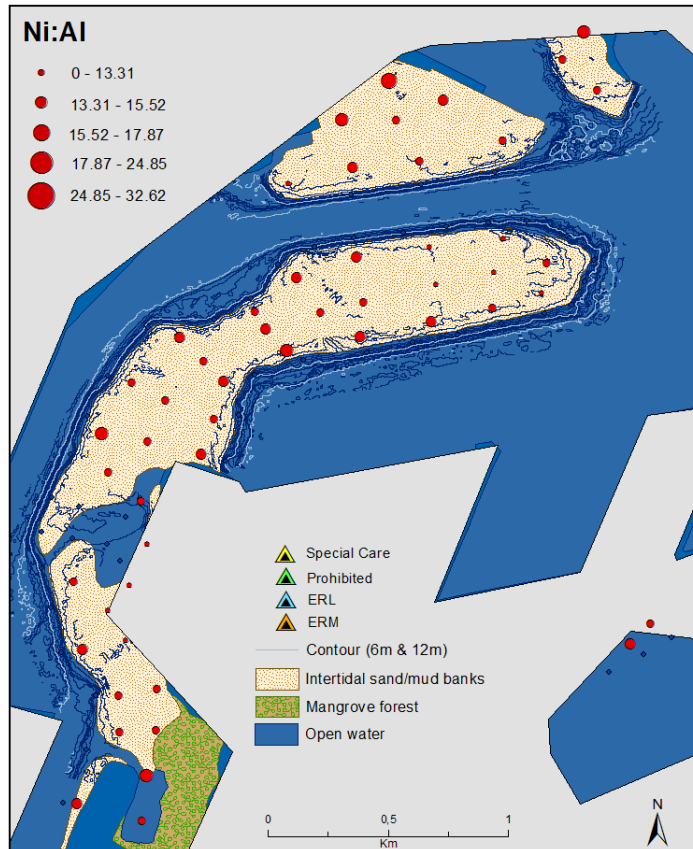 Ni:Al
0 - 13.31
13.31 - 15.52
15.52 - 17.87
17.87 - 24.85
24.85 - 32.62
Special Care
Prohibited
ERL
ERM
Contour (6m & 12m)
Intertidal sand/mud banks
Mangrove forest
Open water
N
0 0,5 1
Km